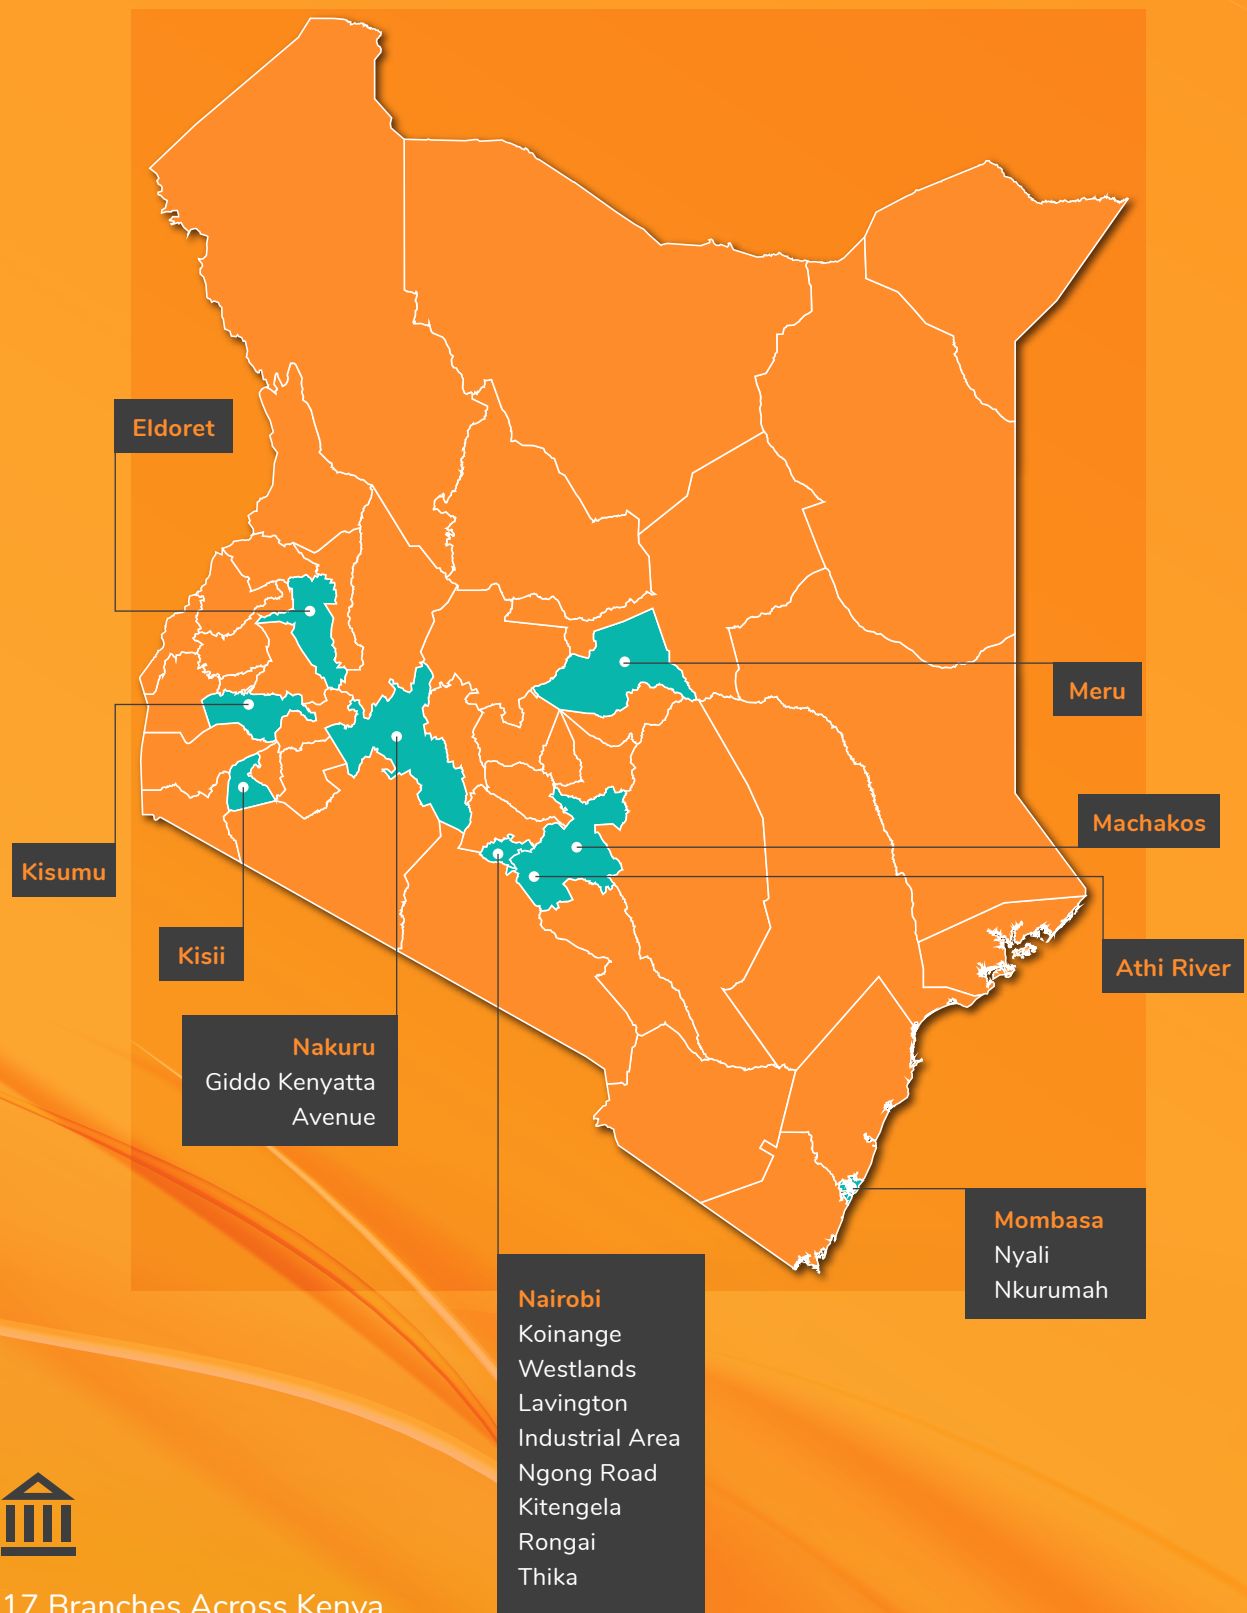 Eldoret
Meru
Machakos
Kisumu
Kisii
Athi River
Nakuru
Giddo Kenyatta
Avenue
Mombasa
Nyali
Nkurumah
Nairobi
Koinange
Westlands
Lavington
Industrial Area
Ngong Road
Kitengela
Rongai
Thika
17 Branches Across Kenya